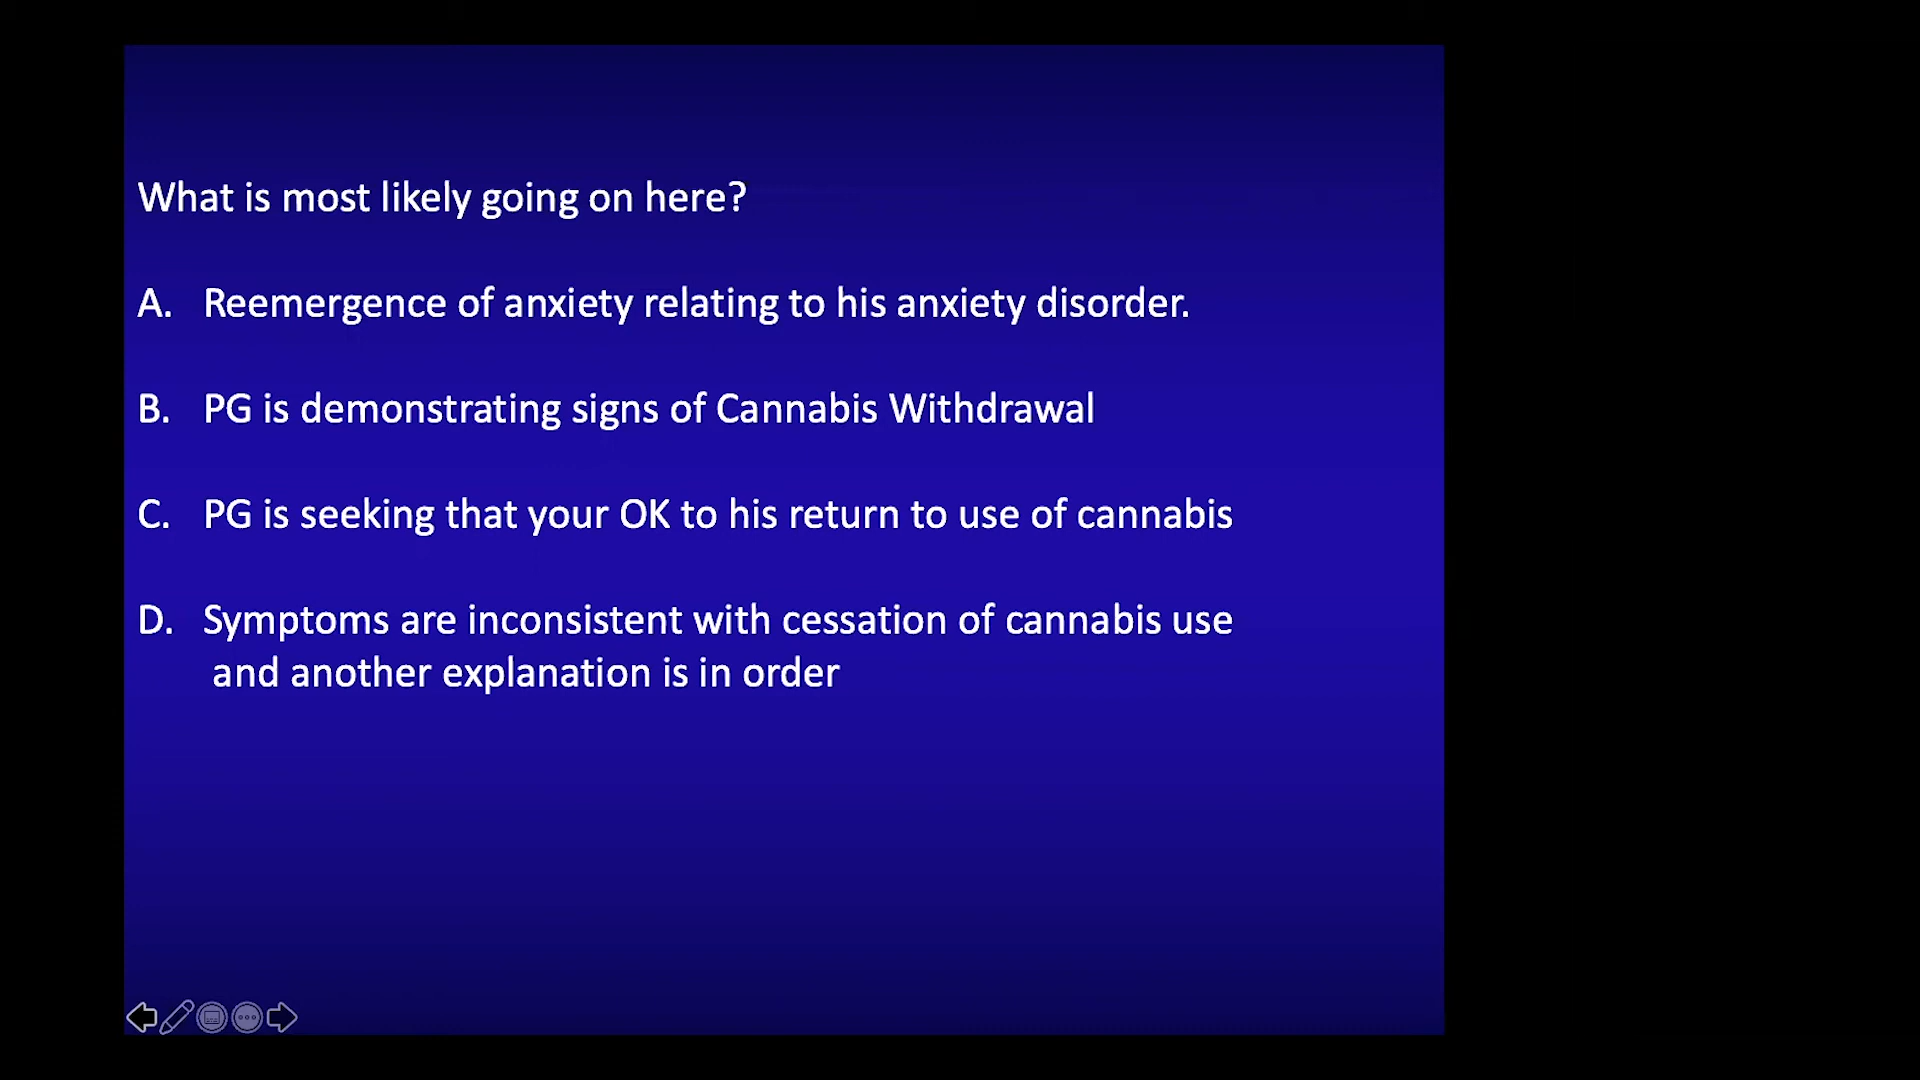 What is most likely going on here?
A. Reemergence of anxiety relating to his anxiety disorder.
B. PG is demonstrating signs of Cannabis Withdrawal
C. PG is seeking that your OK to his return to use of cannabis
D. Symptoms are inconsistent with cessation of cannabis use
and another explanation is in order